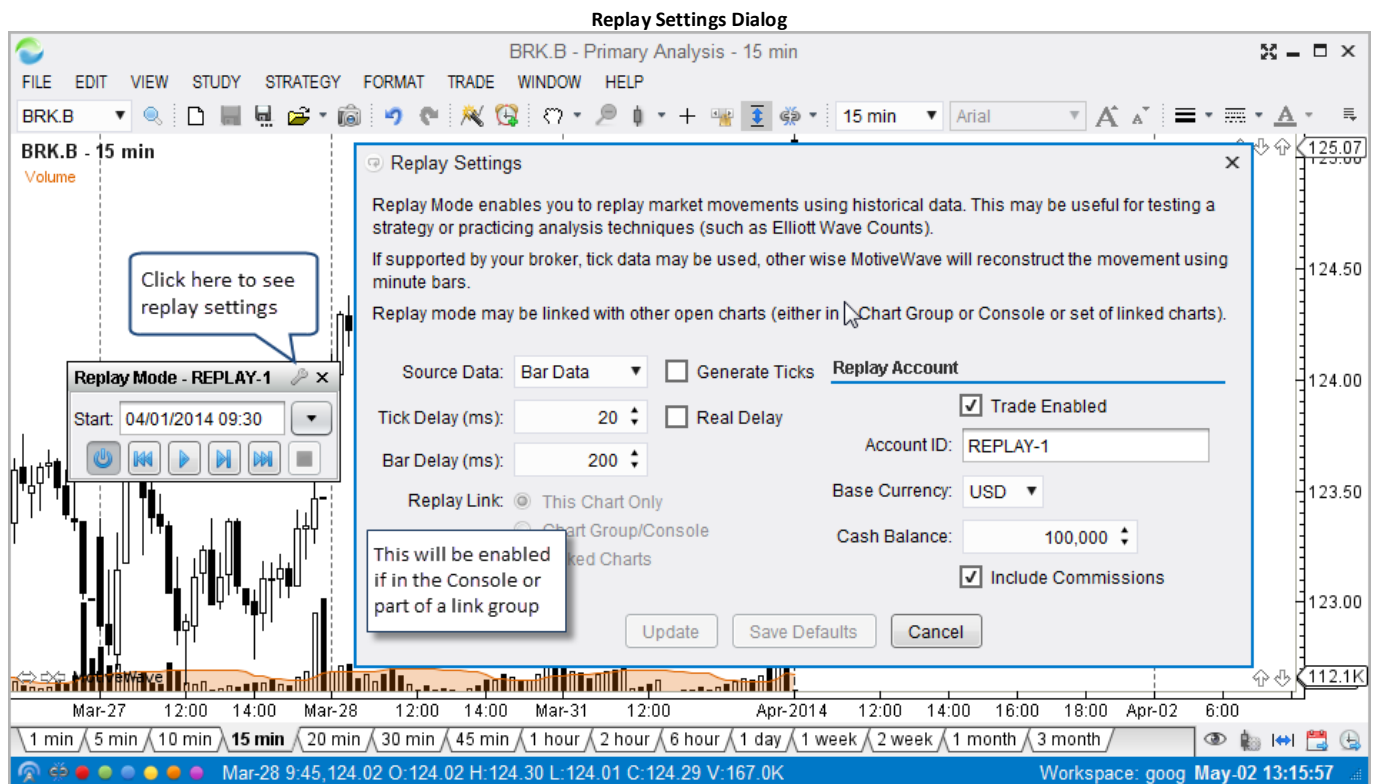 Replay Settings Dialog
BRK.B - Primary Analysis - 15 min
FILE EDIT VIEW STUDY STRATEGY FORMAT TRADE WINDOW HELP
BRK.B 15 min Arial
BRK.B - 15 min
Volume
125.07
Replay Settings
Replay Mode enables you to replay market movements using historical data. This may be useful for testing a
strategy or practicing analysis techniques (such as Elliott Wave Counts).
If supported by your broker, tick data may be used, other wise MotiveWave will reconstruct the movement using
minute bars.
Replay mode may be linked with other open charts (either in Chart Group or Console or set of linked charts).
Click here to see
replay settings
Replay Mode - REPLAY-1
Start: 04/01/2014 09:30
Source Data: Bar Data Generate Ticks
Tick Delay (ms): 20 Real Delay
Bar Delay (ms): 200
Replay Link: This Chart Only
Chart Group/Console
ked Charts
This will be enabled
if in the Console or
part of a link group
Replay Account
Trade Enabled
Account ID: REPLAY-1
Base Currency: USD
Cash Balance: 100,000
Include Commissions
Update Save Defaults Cancel
125.00
124.50
124.00
123.50
123.00
112.1K
MotiveWave
Mar-27 12:00 14:00 Mar-28 12:00 14:00 Mar-31 12:00 Apr-2014 12:00 14:00 16:00 18:00 Apr-02 6:00
1 min 5 min 10 min 15 min 20 min 30 min 45 min 1 hour 2 hour 6 hour 1 day 1 week 2 week 1 month 3 month
Mar-28 9:45,124.02 O:124.02 H:124.30 L:124.01 C:124.29 V:167.0K Workspace: goog May-02 13:15:57